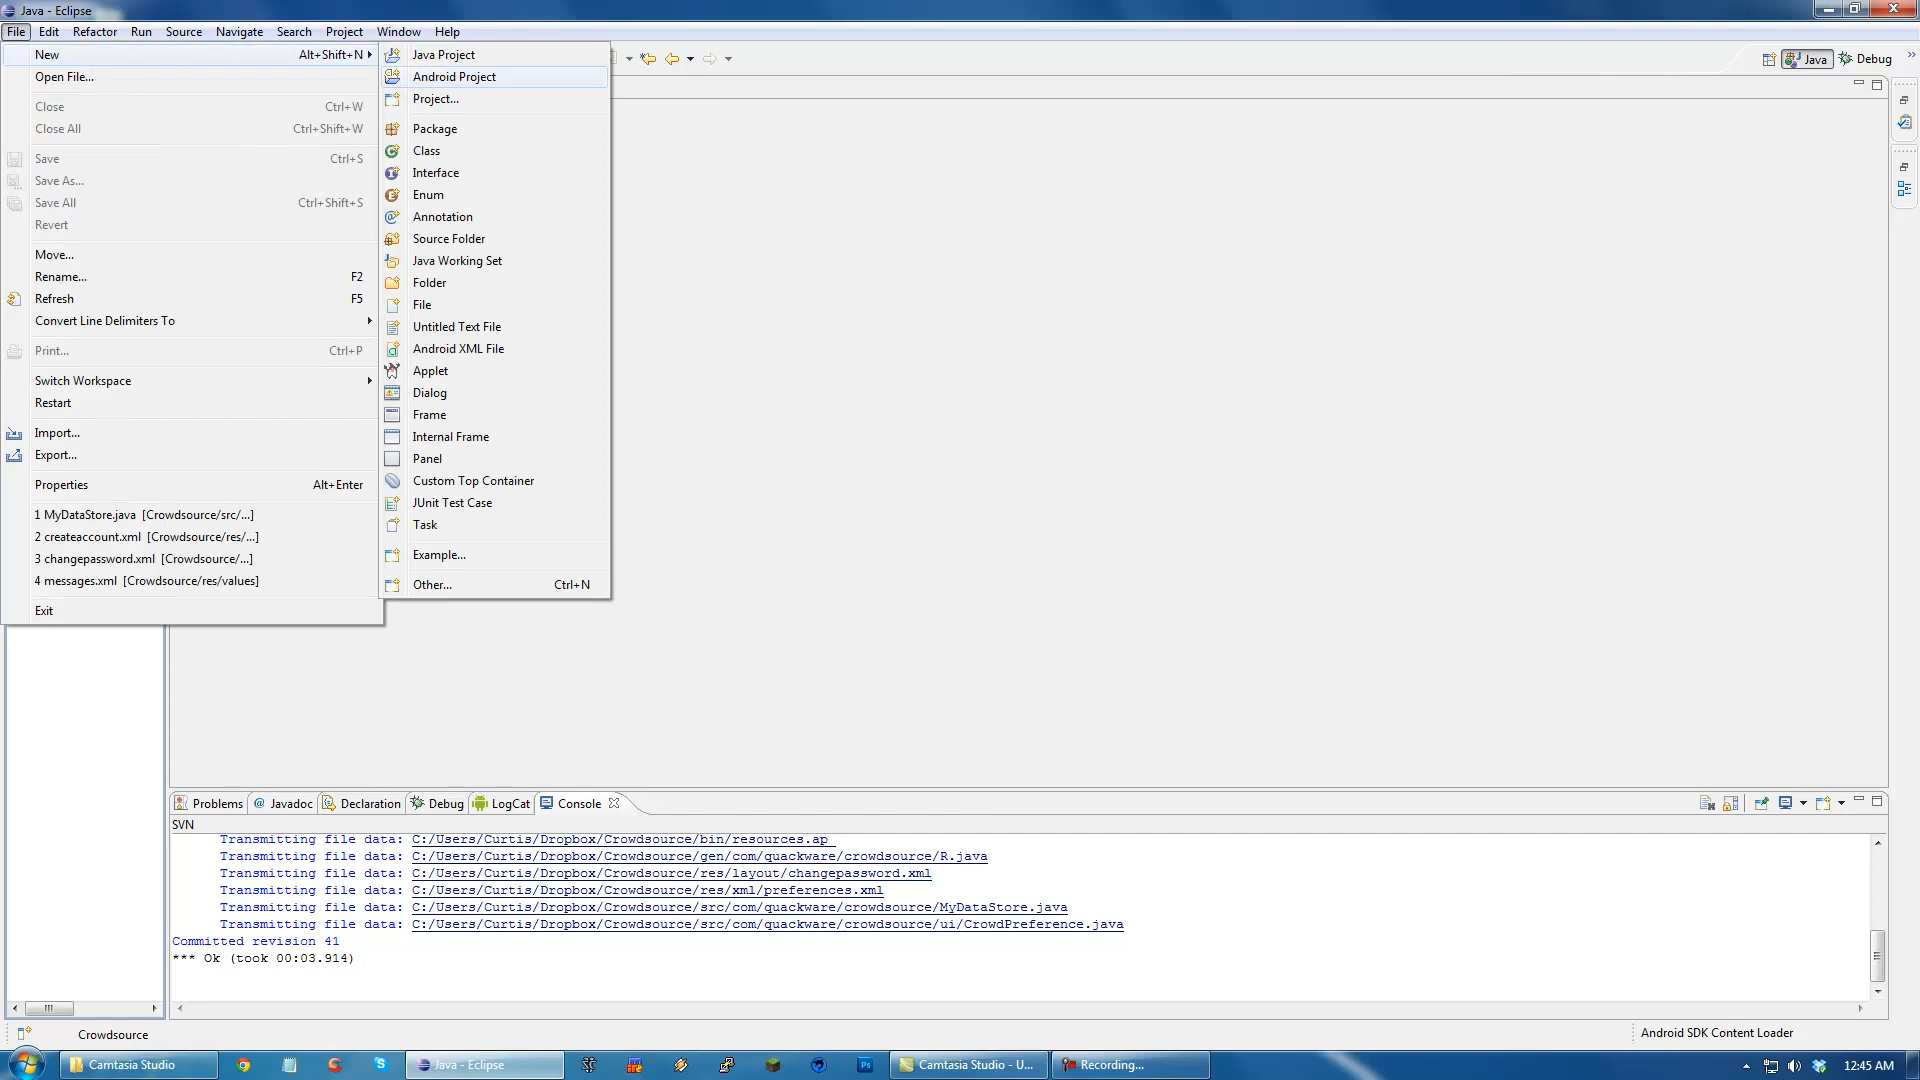 Java - Eclipse
File Edit Refactor Run Source Navigate Search Project Window Help
New Alt+Shift+N
Open File...
Close Ctrl+W
Close All Ctrl+Shift+W
Save Ctrl+S
Save As...
Save All Ctrl+Shift+S
Revert
Move...
Rename... F2
Refresh F5
Convert Line Delimiters To
Print... Ctrl+P
Switch Workspace
Restart
Import...
Export...
Properties Alt+Enter
1 MyDataStore.java [Crowdsource/src/...]
2 createaccount.xml [Crowdsource/res/...]
3 changepassword.xml [Crowdsource/...]
4 messages.xml [Crowdsource/res/values]
Exit
Java Project
Android Project
Project...
Package
Class
Interface
Enum
Annotation
Source Folder
Java Working Set
Folder
File
Untitled Text File
Android XML File
Applet
Dialog
Frame
Internal Frame
Panel
Custom Top Container
JUnit Test Case
Task
Example...
Other... Ctrl+N
Java Debug
Problems @ Javadoc Declaration Debug LogCat Console
SVN
Transmitting file data: C:/Users/Curtis/Dropbox/Crowdsource/bin/resources.ap_
Transmitting file data: C:/Users/Curtis/Dropbox/Crowdsource/gen/com/quackware/crowdsource/R.java
Transmitting file data: C:/Users/Curtis/Dropbox/Crowdsource/res/layout/changepassword.xml
Transmitting file data: C:/Users/Curtis/Dropbox/Crowdsource/res/xml/preferences.xml
Transmitting file data: C:/Users/Curtis/Dropbox/Crowdsource/src/com/quackware/crowdsource/MyDataStore.java
Transmitting file data: C:/Users/Curtis/Dropbox/Crowdsource/src/com/quackware/crowdsource/ui/CrowdPreference.java
Committed revision 41
*** Ok (took 00:03.914)
Crowdsource
Android SDK Content Loader
Camtasia Studio
Java - Eclipse
Camtasia Studio - U...
Recording...
12:45 AM